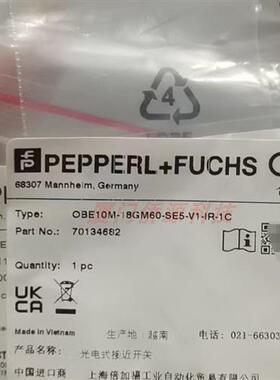 4
PEPPERL+FUCHS
68307 Mannheim, Germany
Type: OBE10M-18GM60-SE5-V1-IR-1C
Part No.: 70134682
Quantity: 1 pc
UK
CA
Made in Vietnam
生产地: 越南
电话: 021-66303
产品名称: 光电式接近开关
中国进口商
上海倍加福工业自动化贸易有限公